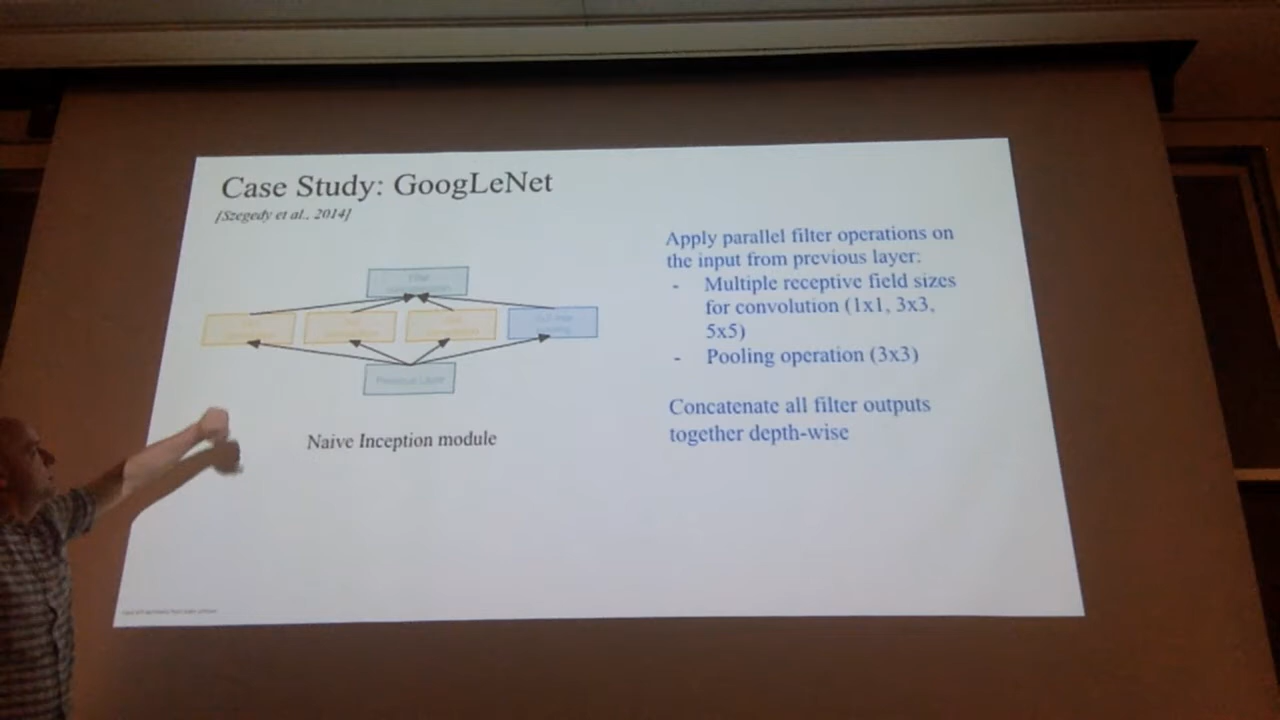 Case Study: GoogLeNet
[Szegedy et al., 2014]
Apply parallel filter operations on
the input from previous layer:
- Multiple receptive field sizes
for convolution (1x1, 3x3,
5x5)
- Pooling operation (3x3)
Concatenate all filter outputs
together depth-wise
Previous Layer
Naive Inception module